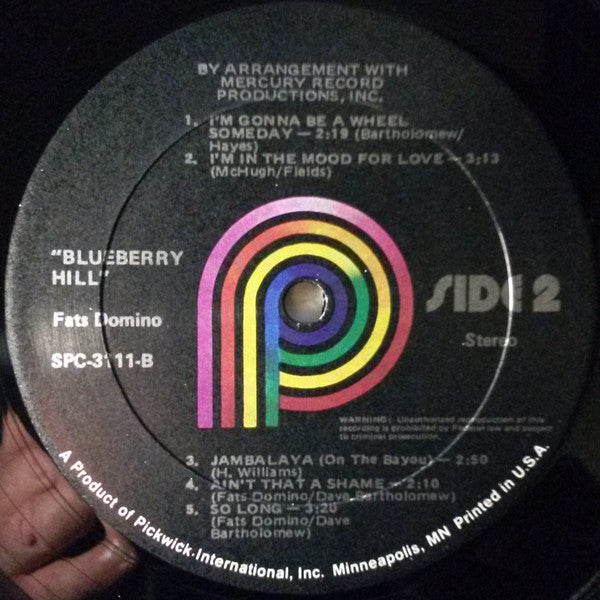 BY ARRANGEMENT WITH
MERCURY RECORD
PRODUCTIONS, INC.
1. I'M GONNA BE A WHEEL
SOMEDAY — 2:19 (Bartholomew/
Hayes)
2. I'M IN THE MOOD FOR LOVE — 3:13
(McHugh/Fields)
"BLUEBERRY
HILL"
Fats Domino
SPC-3111-B
SIDE 2
Stereo
WARNING: Unauthorized reproduction of this
recording is prohibited by Federal law and subject
to criminal prosecution.
3. JAMBALAYA (On The Bayou) — 2:50
(H. Williams)
4. AIN'T THAT A SHAME — 2:10
(Fats Domino/Dave Bartholomew)
5. SO LONG — 3:20
(Fats Domino/Dave
Bartholomew)
A Product of Pickwick International, Inc. Minneapolis, MN Printed in U.S.A.